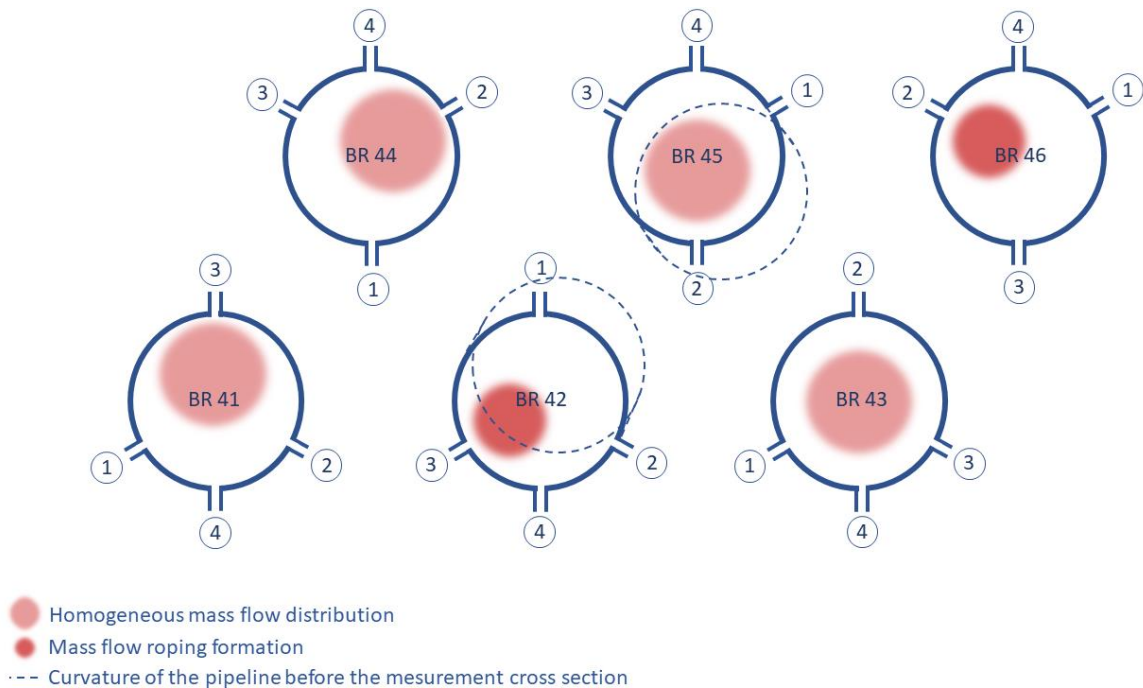 4 4 4
3 2 3 1 2 1
BR 44 BR 45 BR 46
1 2 3
3 1 2
BR 41 BR 42 BR 43
1 2 3 2 1 3
4 4 4
Homogeneous mass flow distribution
Mass flow roping formation
Curvature of the pipeline before the mesurement cross section